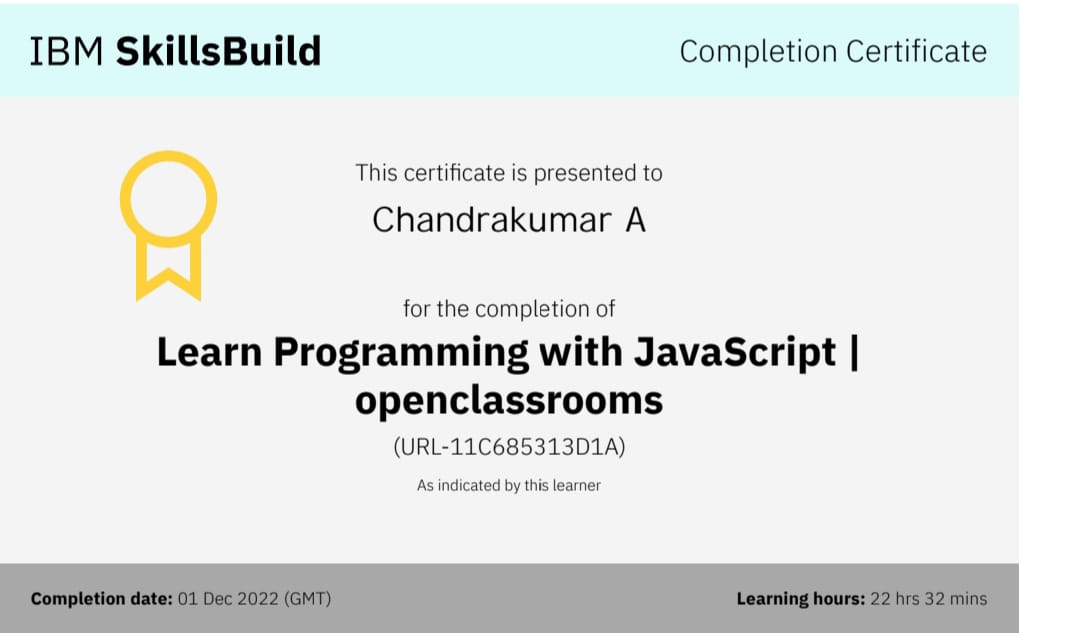 IBM SkillsBuild
Completion Certificate
This certificate is presented to
Chandrakumar A
for the completion of
Learn Programming with JavaScript |
openclassrooms
(URL-11C685313D1A)
As indicated by this learner
Completion date: 01 Dec 2022 (GMT)
Learning hours: 22 hrs 32 mins